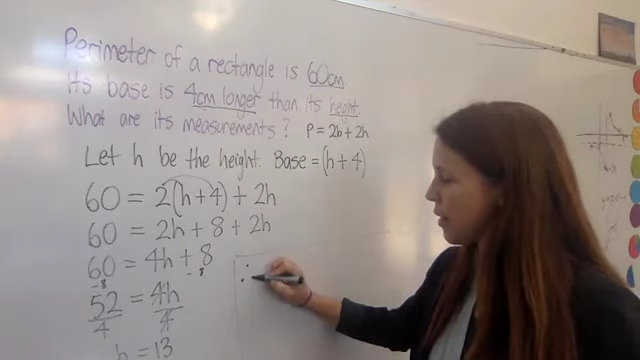 Perimeter of a rectangle is 60cm
Its base is 4cm longer than its height.
What are its measurements? P = 2b + 2h
Let h be the height. Base = (h + 4)
60 = 2(h + 4) + 2h
60 = 2h + 8 + 2h
60 = 4h + 8
-8 -8
52 = 4h
4 4
h = 13